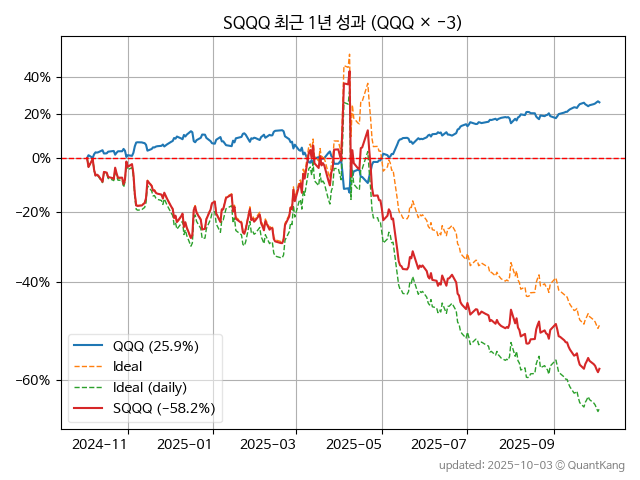 SQQQ 최근 1년 성과 (QQQ × −3)
40%
20%
0%
−20%
−40%
−60%
QQQ (25.9%)
Ideal
Ideal (daily)
SQQQ (−58.2%)
2024-11
2025-01
2025-03
2025-05
2025-07
2025-09
updated: 2025-10-03 © QuantKang